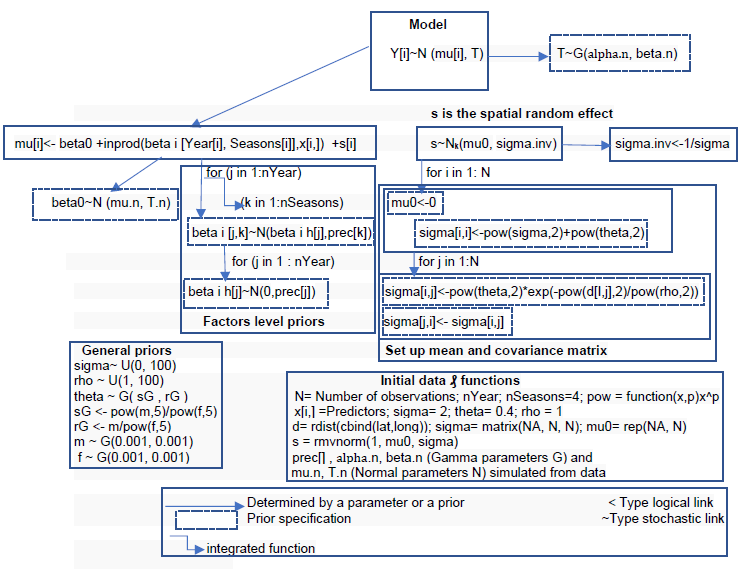 Model
Y[i]~N (mu[i], T)
T~G(alpha.n, beta.n)
s is the spatial random effect
mu[i]<- beta0 +inprod(beta i [Year[i], Seasons[i]],x[i,]) +s[i]
s~Nk(mu0, sigma.inv)
sigma.inv<-1/sigma
for (j in 1:nYear)
for i in 1: N
beta0~N (mu.n, T.n)
(k in 1:nSeasons)
mu0<-0
beta i [j,k]~N(beta i h[j],prec[k])
sigma[i,i]<-pow(sigma,2)+pow(theta,2)
for (j in 1 : nYear)
for j in 1:N
beta i h[j]~N(0,prec[j])
sigma[i,j]<-pow(theta,2)*exp(-pow(d[I,j],2)/pow(rho,2))
Factors level priors
sigma[j,i]<- sigma[i,j]
Set up mean and covariance matrix
General priors
sigma~ U(0, 100)
rho ~ U(1, 100)
theta ~ G( sG , rG )
sG <- pow(m,5)/pow(f,5)
rG <- m/pow(f,5)
m ~ G(0.001, 0.001)
f ~ G(0.001, 0.001)
Initial data & functions
N= Number of observations; nYear; nSeasons=4; pow = function(x,p)x^p
x[i,] =Predictors; sigma= 2; theta= 0.4; rho = 1
d= rdist(cbind(lat,long)); sigma= matrix(NA, N, N); mu0= rep(NA, N)
s = rmvnorm(1, mu0, sigma)
prec[] , alpha.n, beta.n (Gamma parameters G) and
mu.n, T.n (Normal parameters N) simulated from data
Determined by a parameter or a prior
< Type logical link
Prior specification
~Type stochastic link
integrated function